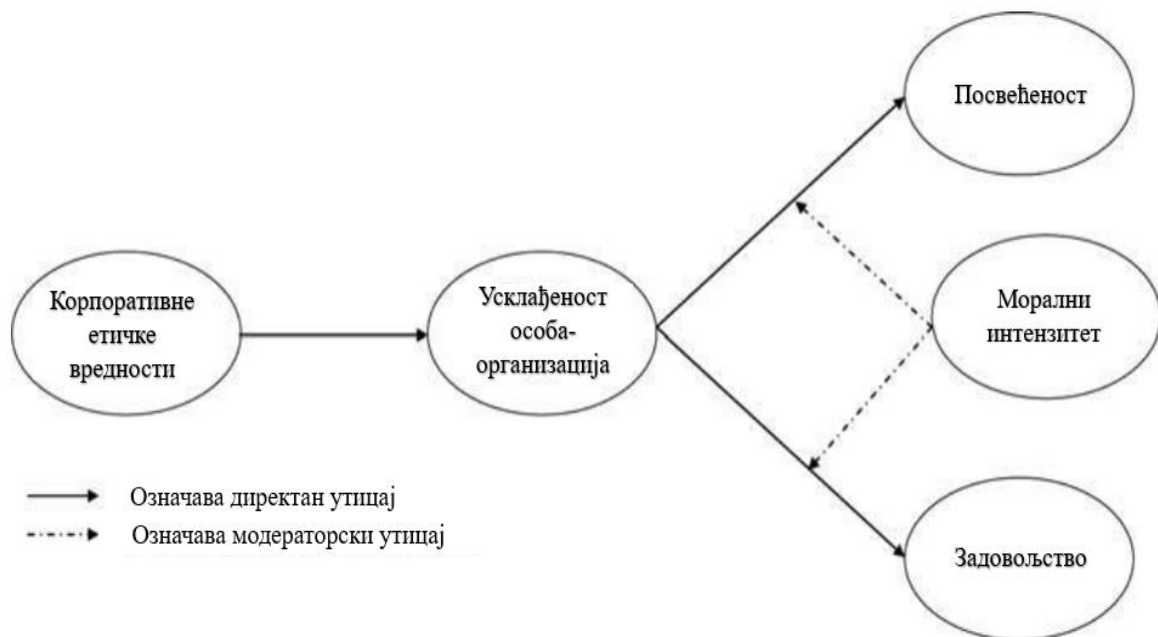 Посвећеност
Корпоративне
етичке
вредности
Усклађеност
особа-
организација
Морални
интензитет
Означава директан утицај
Означава модераторски утицај
Задовољство